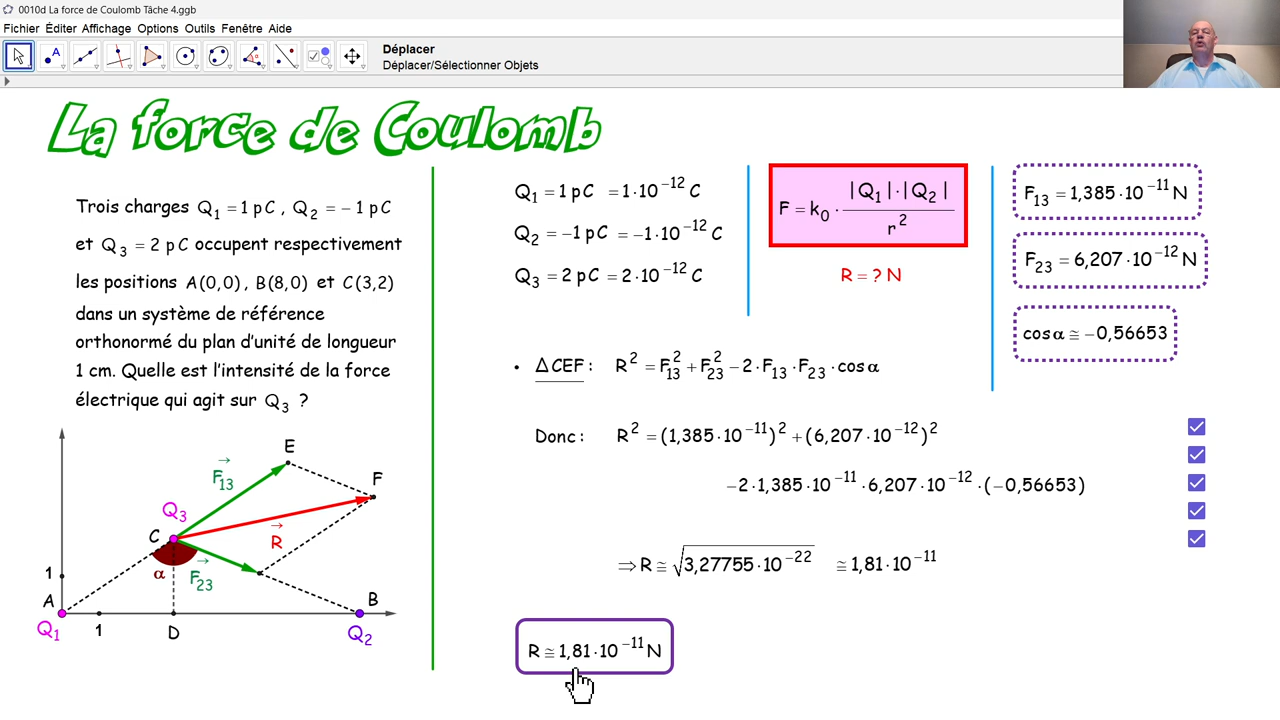 0010d La force de Coulomb Tâche 4.ggb
Fichier Éditer Affichage Options Outils Fenêtre Aide
Déplacer
Déplacer/Sélectionner Objets
La force de Coulomb
Trois charges Q₁ = 1 pC , Q₂ = – 1 pC
et Q₃ = 2 pC occupent respectivement
les positions A(0,0) , B(8,0) et C(3,2)
dans un système de référence
orthonormé du plan d'unité de longueur
1 cm. Quelle est l'intensité de la force
électrique qui agit sur Q₃ ?
Q₁ = 1 pC = 1·10⁻¹² C
Q₂ = –1 pC = –1·10⁻¹² C
Q₃ = 2 pC = 2·10⁻¹² C
F = k₀ · |Q₁|·|Q₂| / r²
R = ? N
F₁₃ = 1,385·10⁻¹¹ N
F₂₃ = 6,207·10⁻¹² N
cos α ≅ –0,56653
• ΔCEF : R² = F₁₃² + F₂₃² – 2·F₁₃·F₂₃·cos α
Donc : R² = (1,385·10⁻¹¹)² + (6,207·10⁻¹²)²
–2·1,385·10⁻¹¹·6,207·10⁻¹²·(–0,56653)
⇒ R ≅ √3,27755·10⁻²² ≅ 1,81·10⁻¹¹
R ≅ 1,81·10⁻¹¹ N
E
F₁₃
F
Q₃
C
R
α
F₂₃
1
A
B
Q₁
1
D
Q₂
A